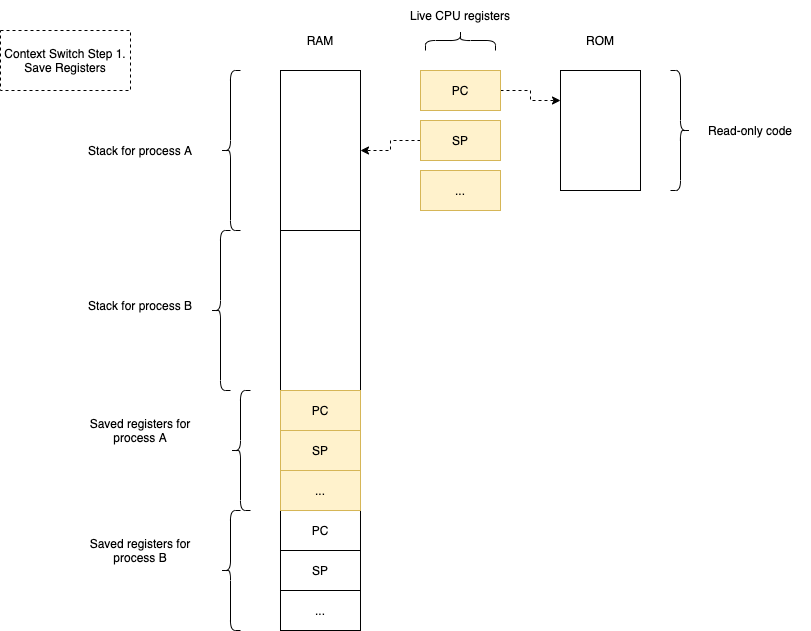 Live CPU registers
RAM
ROM
Context Switch Step 1.
Save Registers
PC
SP
...
Stack for process A
Read-only code
Stack for process B
Saved registers for
process A
PC
SP
...
Saved registers for
process B
PC
SP
...